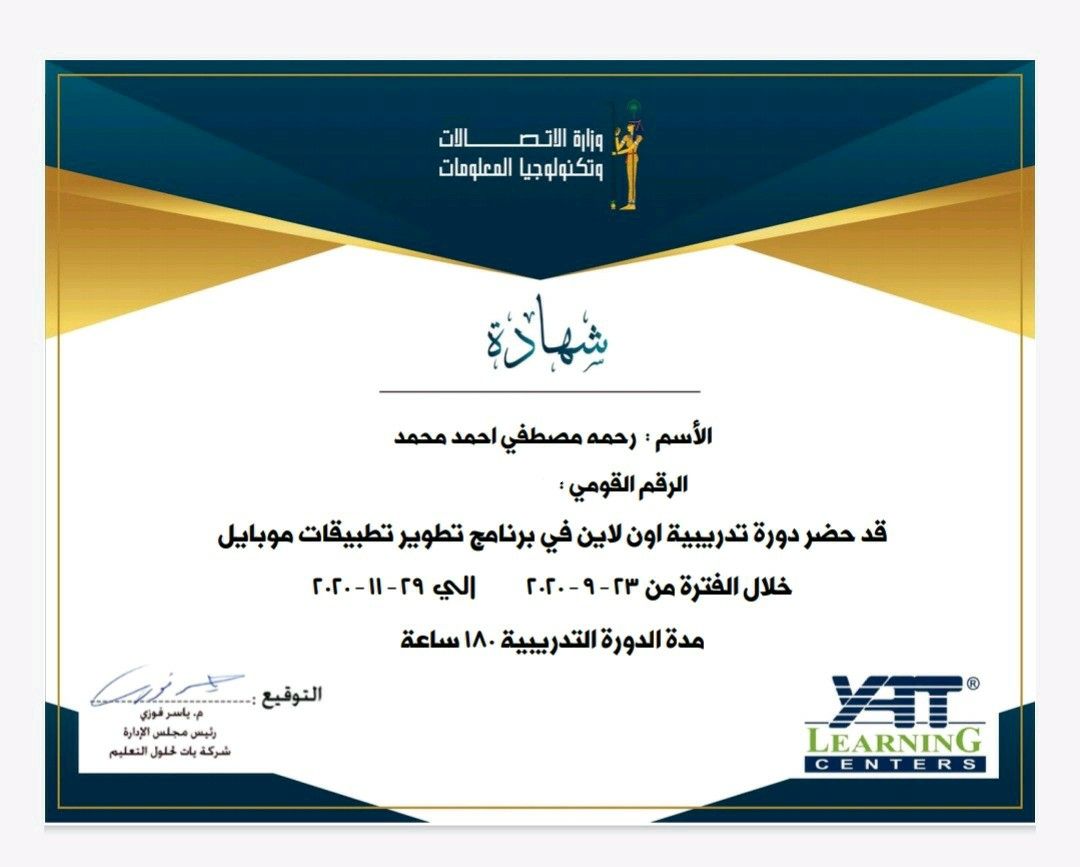 وزارة الاتصالات
وتكنولوجيا المعلومات
شهادة
الأسم : رحمه مصطفي احمد محمد
الرقم القومي :
قد حضر دورة تدريبية اون لاين في برنامج تطوير تطبيقات موبايل
خلال الفترة من ٢٣ - ٩ - ٢٠٢٠ إلي ٢٩ - ١١ - ٢٠٢٠
مدة الدورة التدريبية ١٨٠ ساعة
التوقيع :
م. ياسر فوزي
رئيس مجلس الإدارة
شركة يات لحلول التعليم
YAT®
LEARNING
CENTERS